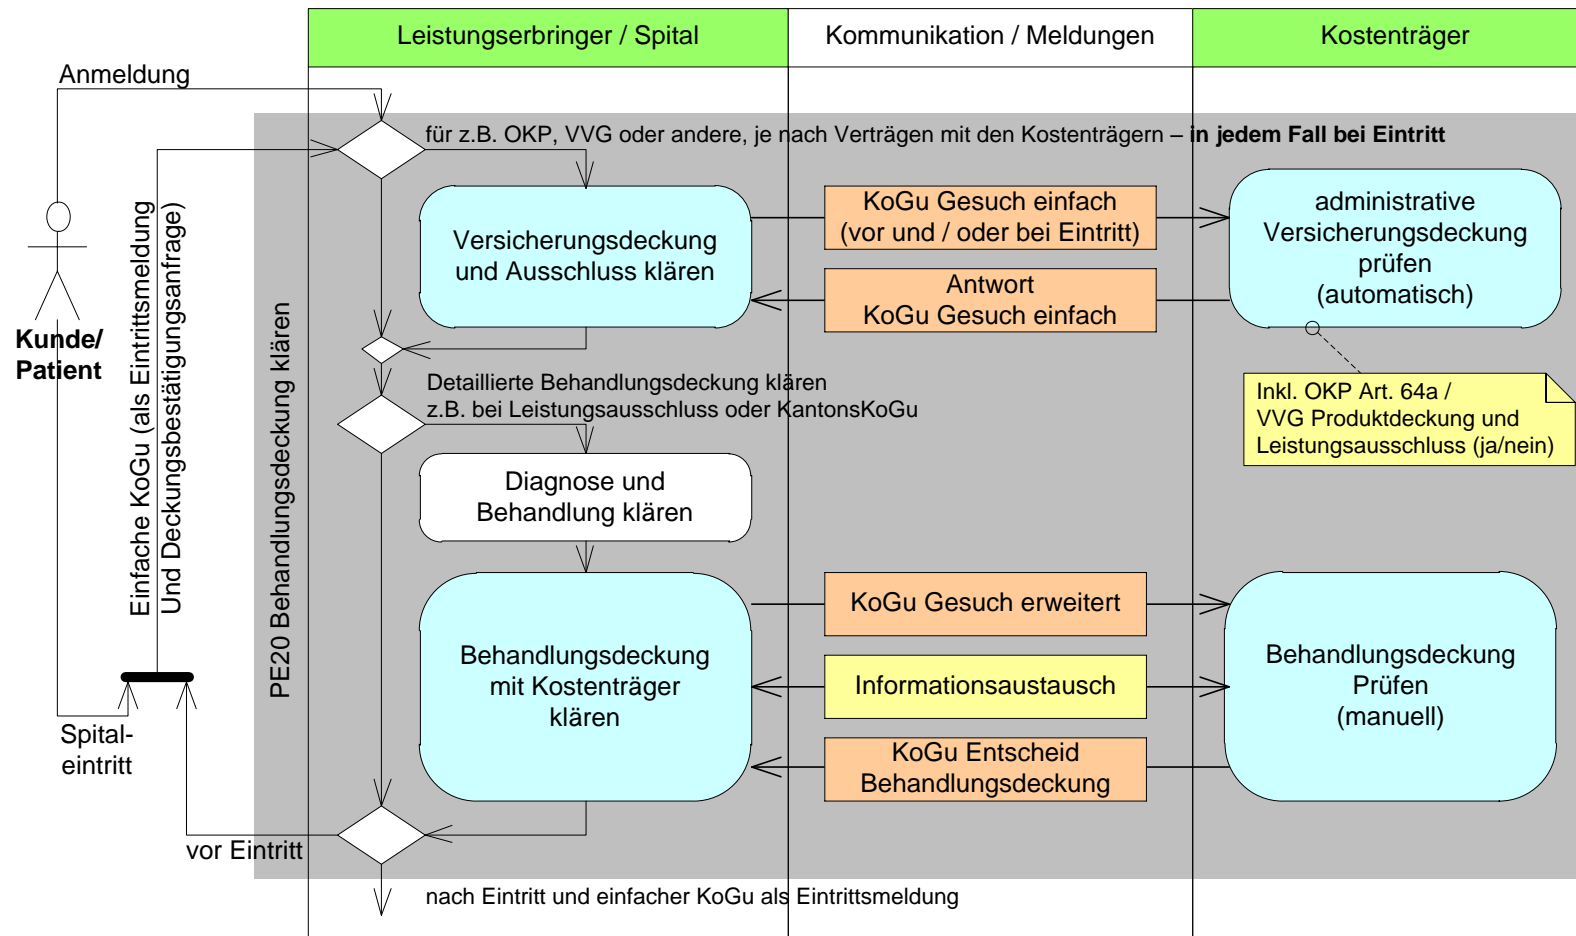 Leistungserbringer / Spital
Kommunikation / Meldungen
Kostenträger
Anmeldung
für z.B. OKP, VVG oder andere, je nach Verträgen mit den Kostenträgern – in jedem Fall bei Eintritt
Versicherungsdeckung
und Ausschluss klären
KoGu Gesuch einfach
(vor und / oder bei Eintritt)
Antwort
KoGu Gesuch einfach
administrative
Versicherungsdeckung
prüfen
(automatisch)
Kunde/
Patient
Einfache KoGu (als Eintrittsmeldung
Und Deckungsbestätigungsanfrage)
PE20 Behandlungsdeckung klären
Detaillierte Behandlungsdeckung klären
z.B. bei Leistungsausschluss oder KantonsKoGu
Inkl. OKP Art. 64a /
VVG Produktdeckung und
Leistungsausschluss (ja/nein)
Diagnose und
Behandlung klären
Behandlungsdeckung
mit Kostenträger
klären
KoGu Gesuch erweitert
Informationsaustausch
KoGu Entscheid
Behandlungsdeckung
Behandlungsdeckung
Prüfen
(manuell)
Spital-
eintritt
vor Eintritt
nach Eintritt und einfacher KoGu als Eintrittsmeldung